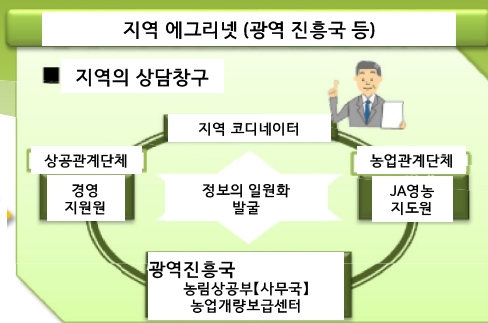 지역 에그리넷 (광역 진흥국 등)
■ 지역의 상담창구
지역 코디네이터
상공관계단체
농업관계단체
경영
지원원
정보의 일원화
발굴
JA영농
지도원
광역진흥국
농림상공부【사무국】
농업개량보급센터